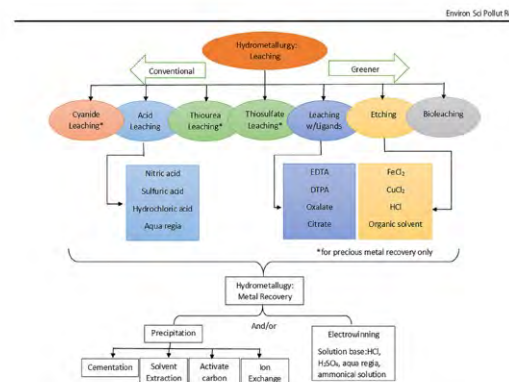 Environ Sci Pollut Re
Hydrometallurgy:
Leaching
Conventional
Greener
Cyanide
Leaching*
Acid
Leaching
Thiourea
Leaching*
Thiosulfate
Leaching*
Leaching
w/Ligands
Etching
Bioleaching
Nitric acid
Sulfuric acid
Hydrochloric acid
Aqua regia
EDTA
DTPA
Oxalate
Citrate
FeCl₂
CuCl₂
HCl
Organic solvent
*for precious metal recovery only
Hydrometallugy:
Metal Recovery
And/or
Precipitation
Electrowinning
Solution base:HCl,
H₂SO₄, aqua regia,
ammonical solution
Cementation
Solvent
Extraction
Activate
carbon
Ion
Exchange